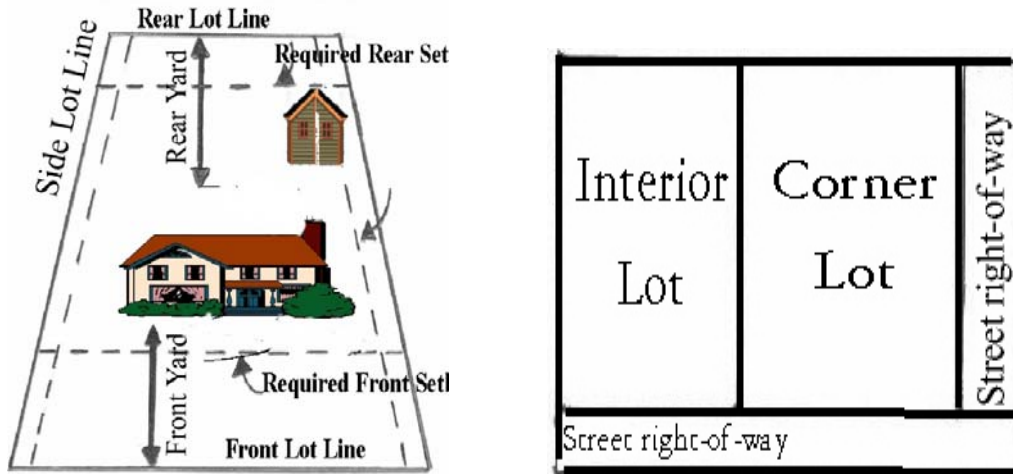 Rear Lot Line
Required Rear Set
Side Lot Line
Rear Yard
Front Yard
Required Front Setl
Front Lot Line
Interior
Lot
Corner
Lot
Street right-of-way
Street right-of-way